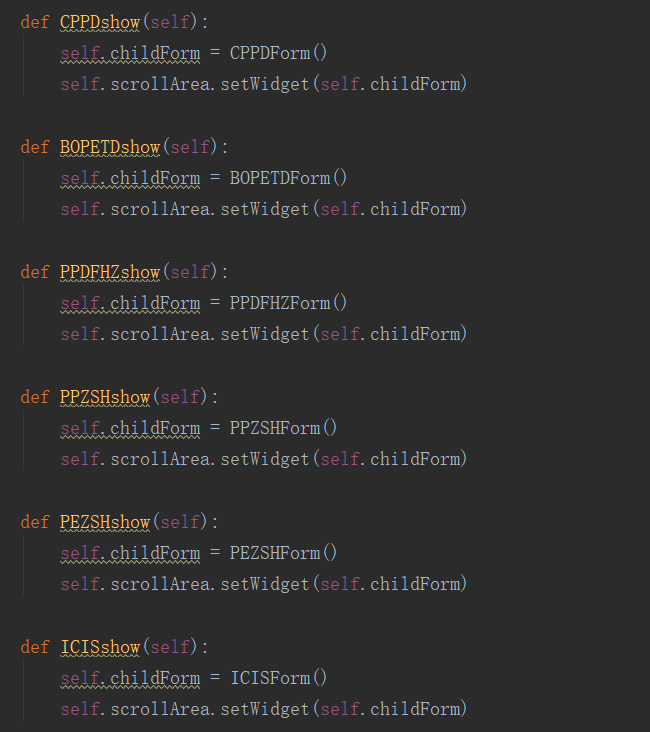 def CPPDshow(self):
    self.childForm = CPPDForm()
    self.scrollArea.setWidget(self.childForm)

def BOPETDshow(self):
    self.childForm = BOPETDForm()
    self.scrollArea.setWidget(self.childForm)

def PPDFHZshow(self):
    self.childForm = PPDFHZForm()
    self.scrollArea.setWidget(self.childForm)

def PPZSHshow(self):
    self.childForm = PPZSHForm()
    self.scrollArea.setWidget(self.childForm)

def PEZSHshow(self):
    self.childForm = PEZSHForm()
    self.scrollArea.setWidget(self.childForm)

def ICISshow(self):
    self.childForm = ICISForm()
    self.scrollArea.setWidget(self.childForm)